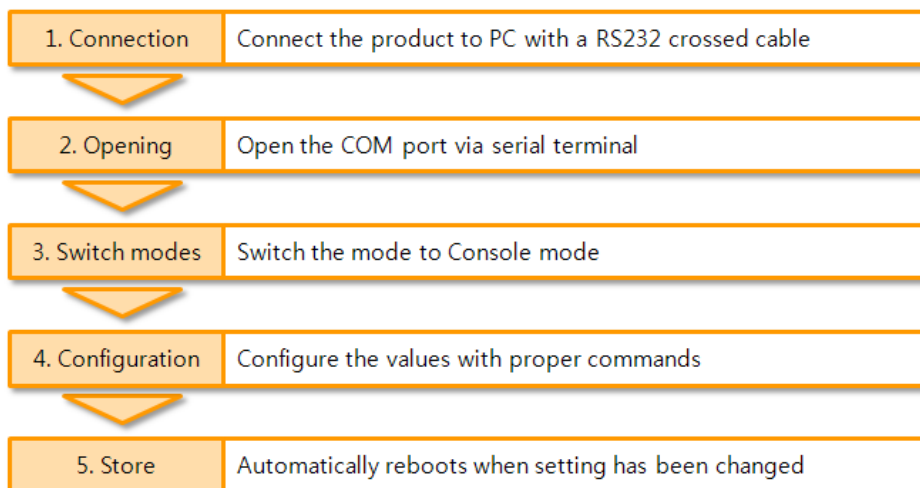 1. Connection Connect the product to PC with a RS232 crossed cable
2. Opening Open the COM port via serial terminal
3. Switch modes Switch the mode to Console mode
4. Configuration Configure the values with proper commands
5. Store Automatically reboots when setting has been changed